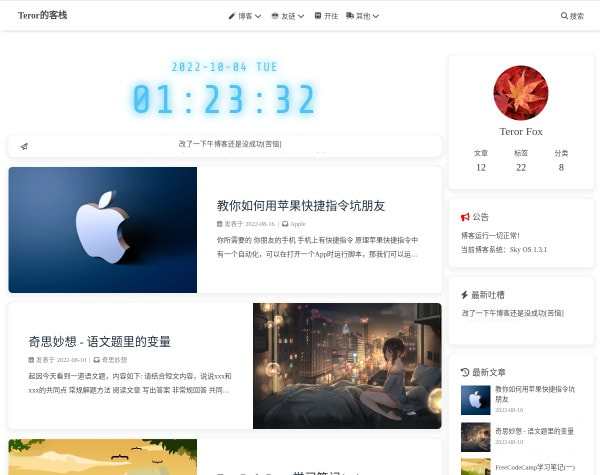 Teror的客栈
博客
友链
开往
其他
搜索
2022-10-04 TUE
01:23:32
改了一下午博客还是没成功[苦恼]
教你如何用苹果快捷指令坑朋友
发表于 2022-08-16 | Apple
你所需要的 你朋友的手机 手机上有快捷指令 原理苹果快捷指令中
有一个自动化，可以在打开一个App时运行脚本，那我们可以运…
奇思妙想 - 语文题里的变量
发表于 2022-08-10 | 奇思妙想
起因今天看到一道语文题，内容如下: 请结合短文内容，说说xxx和
xxx的共同点 常规解题方法 阅读文章 写出答案 非常规回答 共同…
Teror Fox
文章
标签
分类
12
22
8
公告
博客运行一切正常！
当前博客系统：Sky OS 1.3.1
最新吐槽
改了一下午博客还是没成功[苦恼]
最新文章
教你如何用苹果快捷指令坑
朋友
2022-08-16
奇思妙想 - 语文题里的变量
2022-08-10
FreeCodeCamp学习笔记(一)